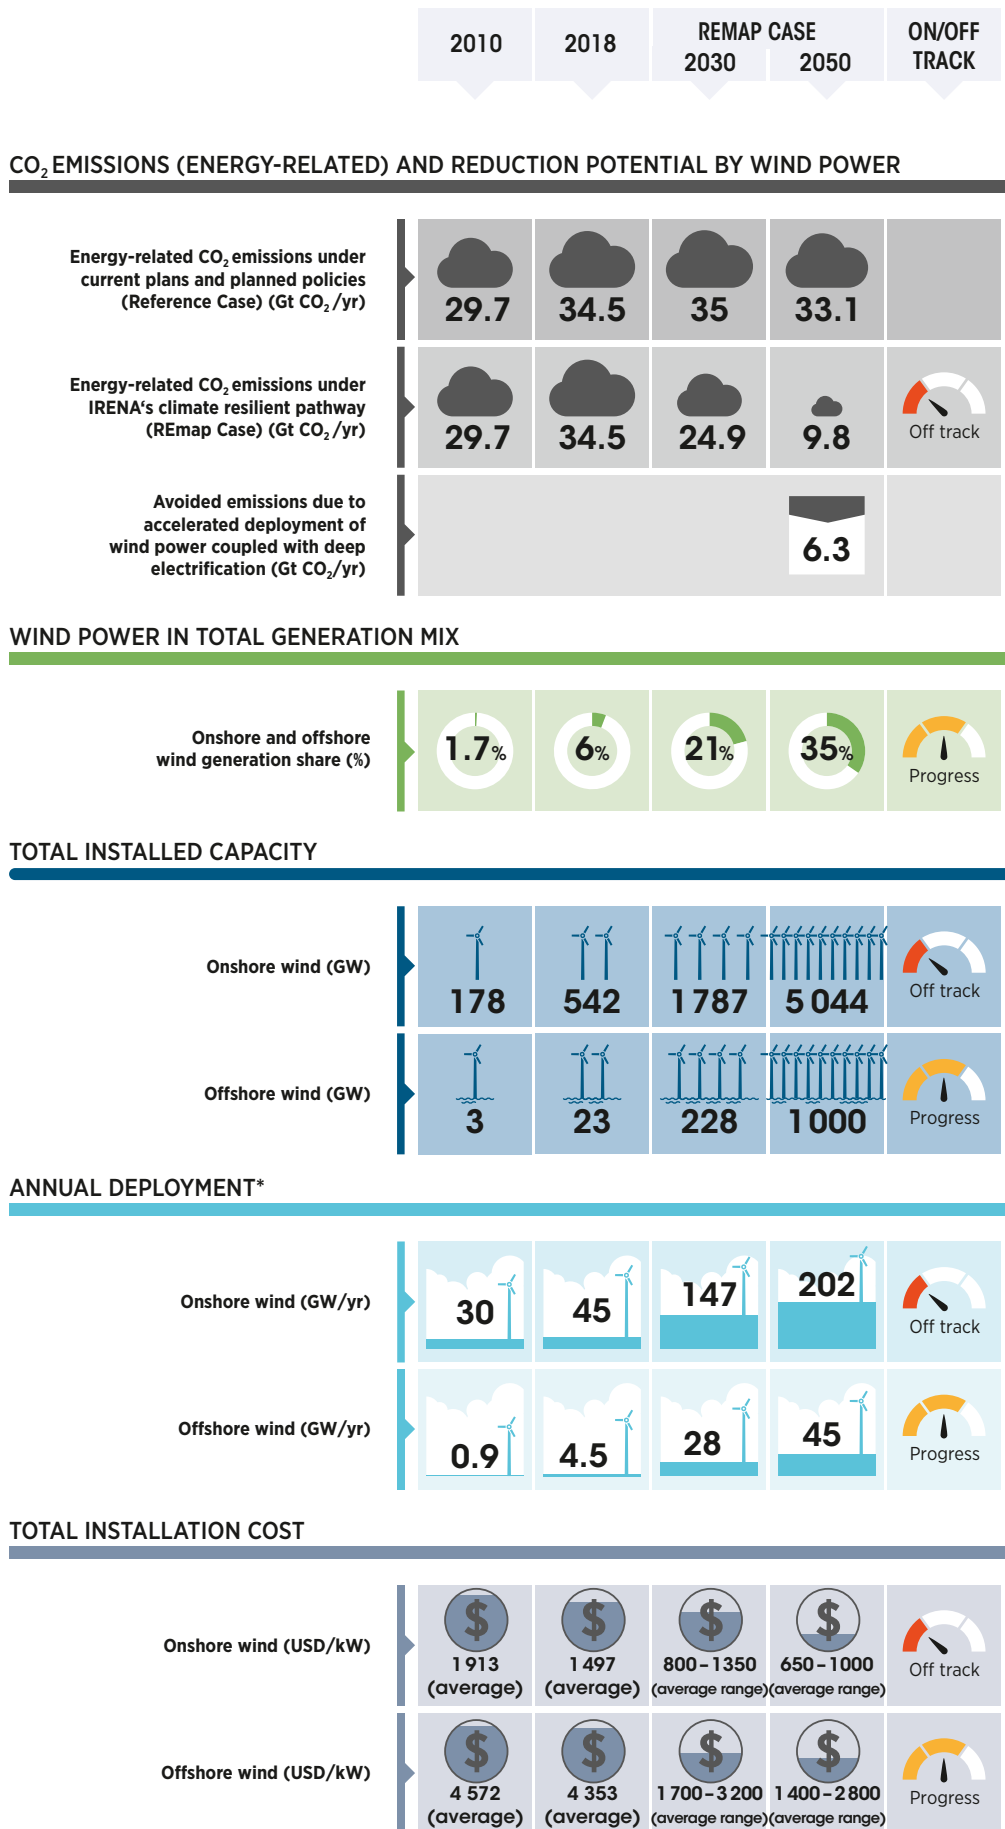 2010
2018
REMAP CASE
2030
2050
ON/OFF
TRACK
CO₂ EMISSIONS (ENERGY-RELATED) AND REDUCTION POTENTIAL BY WIND POWER
Energy-related CO₂ emissions under
current plans and planned policies
(Reference Case) (Gt CO₂/yr)
29.7
34.5
35
33.1
Energy-related CO₂ emissions under
IRENA‘s climate resilient pathway
(REmap Case) (Gt CO₂/yr)
29.7
34.5
24.9
9.8
Off track
Avoided emissions due to
accelerated deployment of
wind power coupled with deep
electrification (Gt CO₂/yr)
6.3
WIND POWER IN TOTAL GENERATION MIX
Onshore and offshore
wind generation share (%)
1.7%
6%
21%
35%
Progress
TOTAL INSTALLED CAPACITY
Onshore wind (GW)
178
542
1 787
5 044
Off track
Offshore wind (GW)
3
23
228
1 000
Progress
ANNUAL DEPLOYMENT*
Onshore wind (GW/yr)
30
45
147
202
Off track
Offshore wind (GW/yr)
0.9
4.5
28
45
Progress
TOTAL INSTALLATION COST
Onshore wind (USD/kW)
$
1 913
(average)
$
1 497
(average)
$
800 – 1350
(average range)
$
650 – 1000
(average range)
Off track
Offshore wind (USD/kW)
$
4 572
(average)
$
4 353
(average)
$
1 700 – 3 200
(average range)
$
1 400 – 2 800
(average range)
Progress